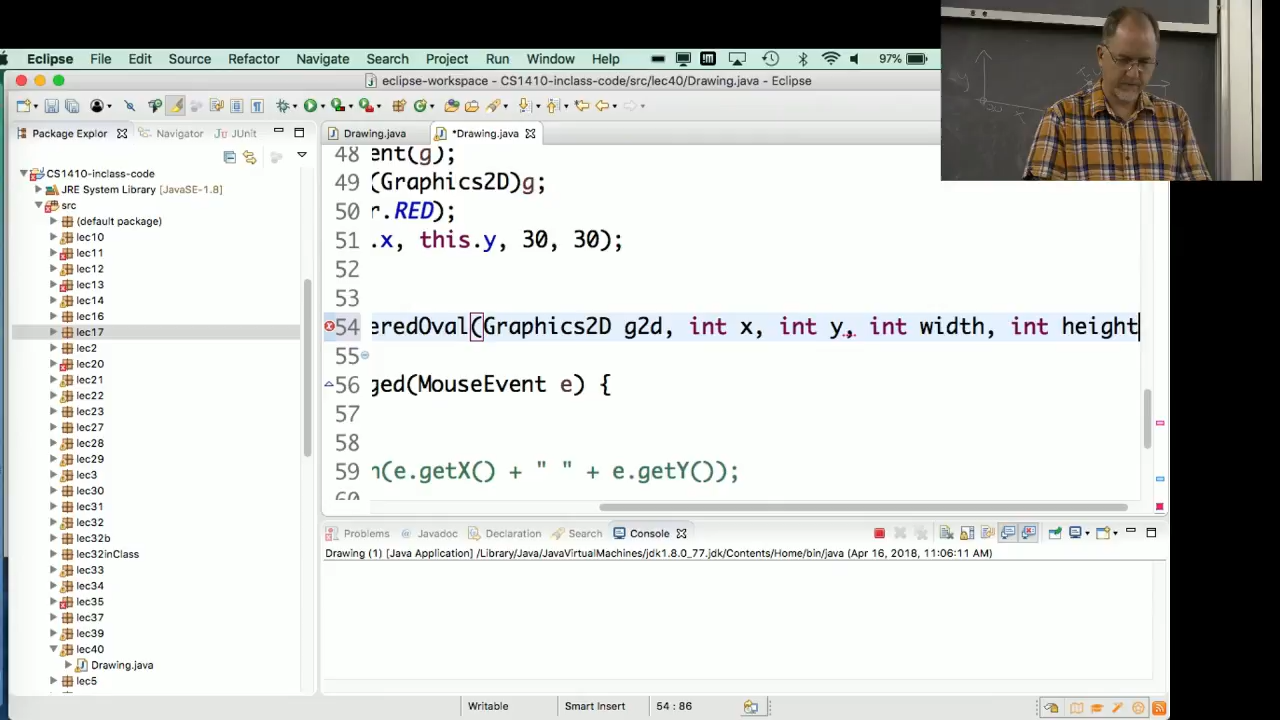 Eclipse File Edit Source Refactor Navigate Search Project Run Window Help 97%
eclipse-workspace - CS1410-inclass-code/src/lec40/Drawing.java - Eclipse
Package Explor Navigator JUnit Drawing.java *Drawing.java
CS1410-inclass-code
JRE System Library [JavaSE-1.8]
src
(default package)
lec10
lec11
lec12
lec13
lec14
lec16
lec17
lec2
lec20
lec21
lec22
lec23
lec27
lec28
lec29
lec3
lec30
lec31
lec32
lec32b
lec32inClass
lec33
lec34
lec35
lec37
lec39
lec40
Drawing.java
lec5
48 ent(g);
49 (Graphics2D)g;
50 r.RED);
51 .x, this.y, 30, 30);
52
53
54 eredOval(Graphics2D g2d, int x, int y, int width, int height
55
56 ged(MouseEvent e) {
57
58
59 n(e.getX() + " " + e.getY());
60
Problems Javadoc Declaration Search Console
Drawing (1) [Java Application] /Library/Java/JavaVirtualMachines/jdk1.8.0_77.jdk/Contents/Home/bin/java (Apr 16, 2018, 11:06:11 AM)
Writable Smart Insert 54 : 86